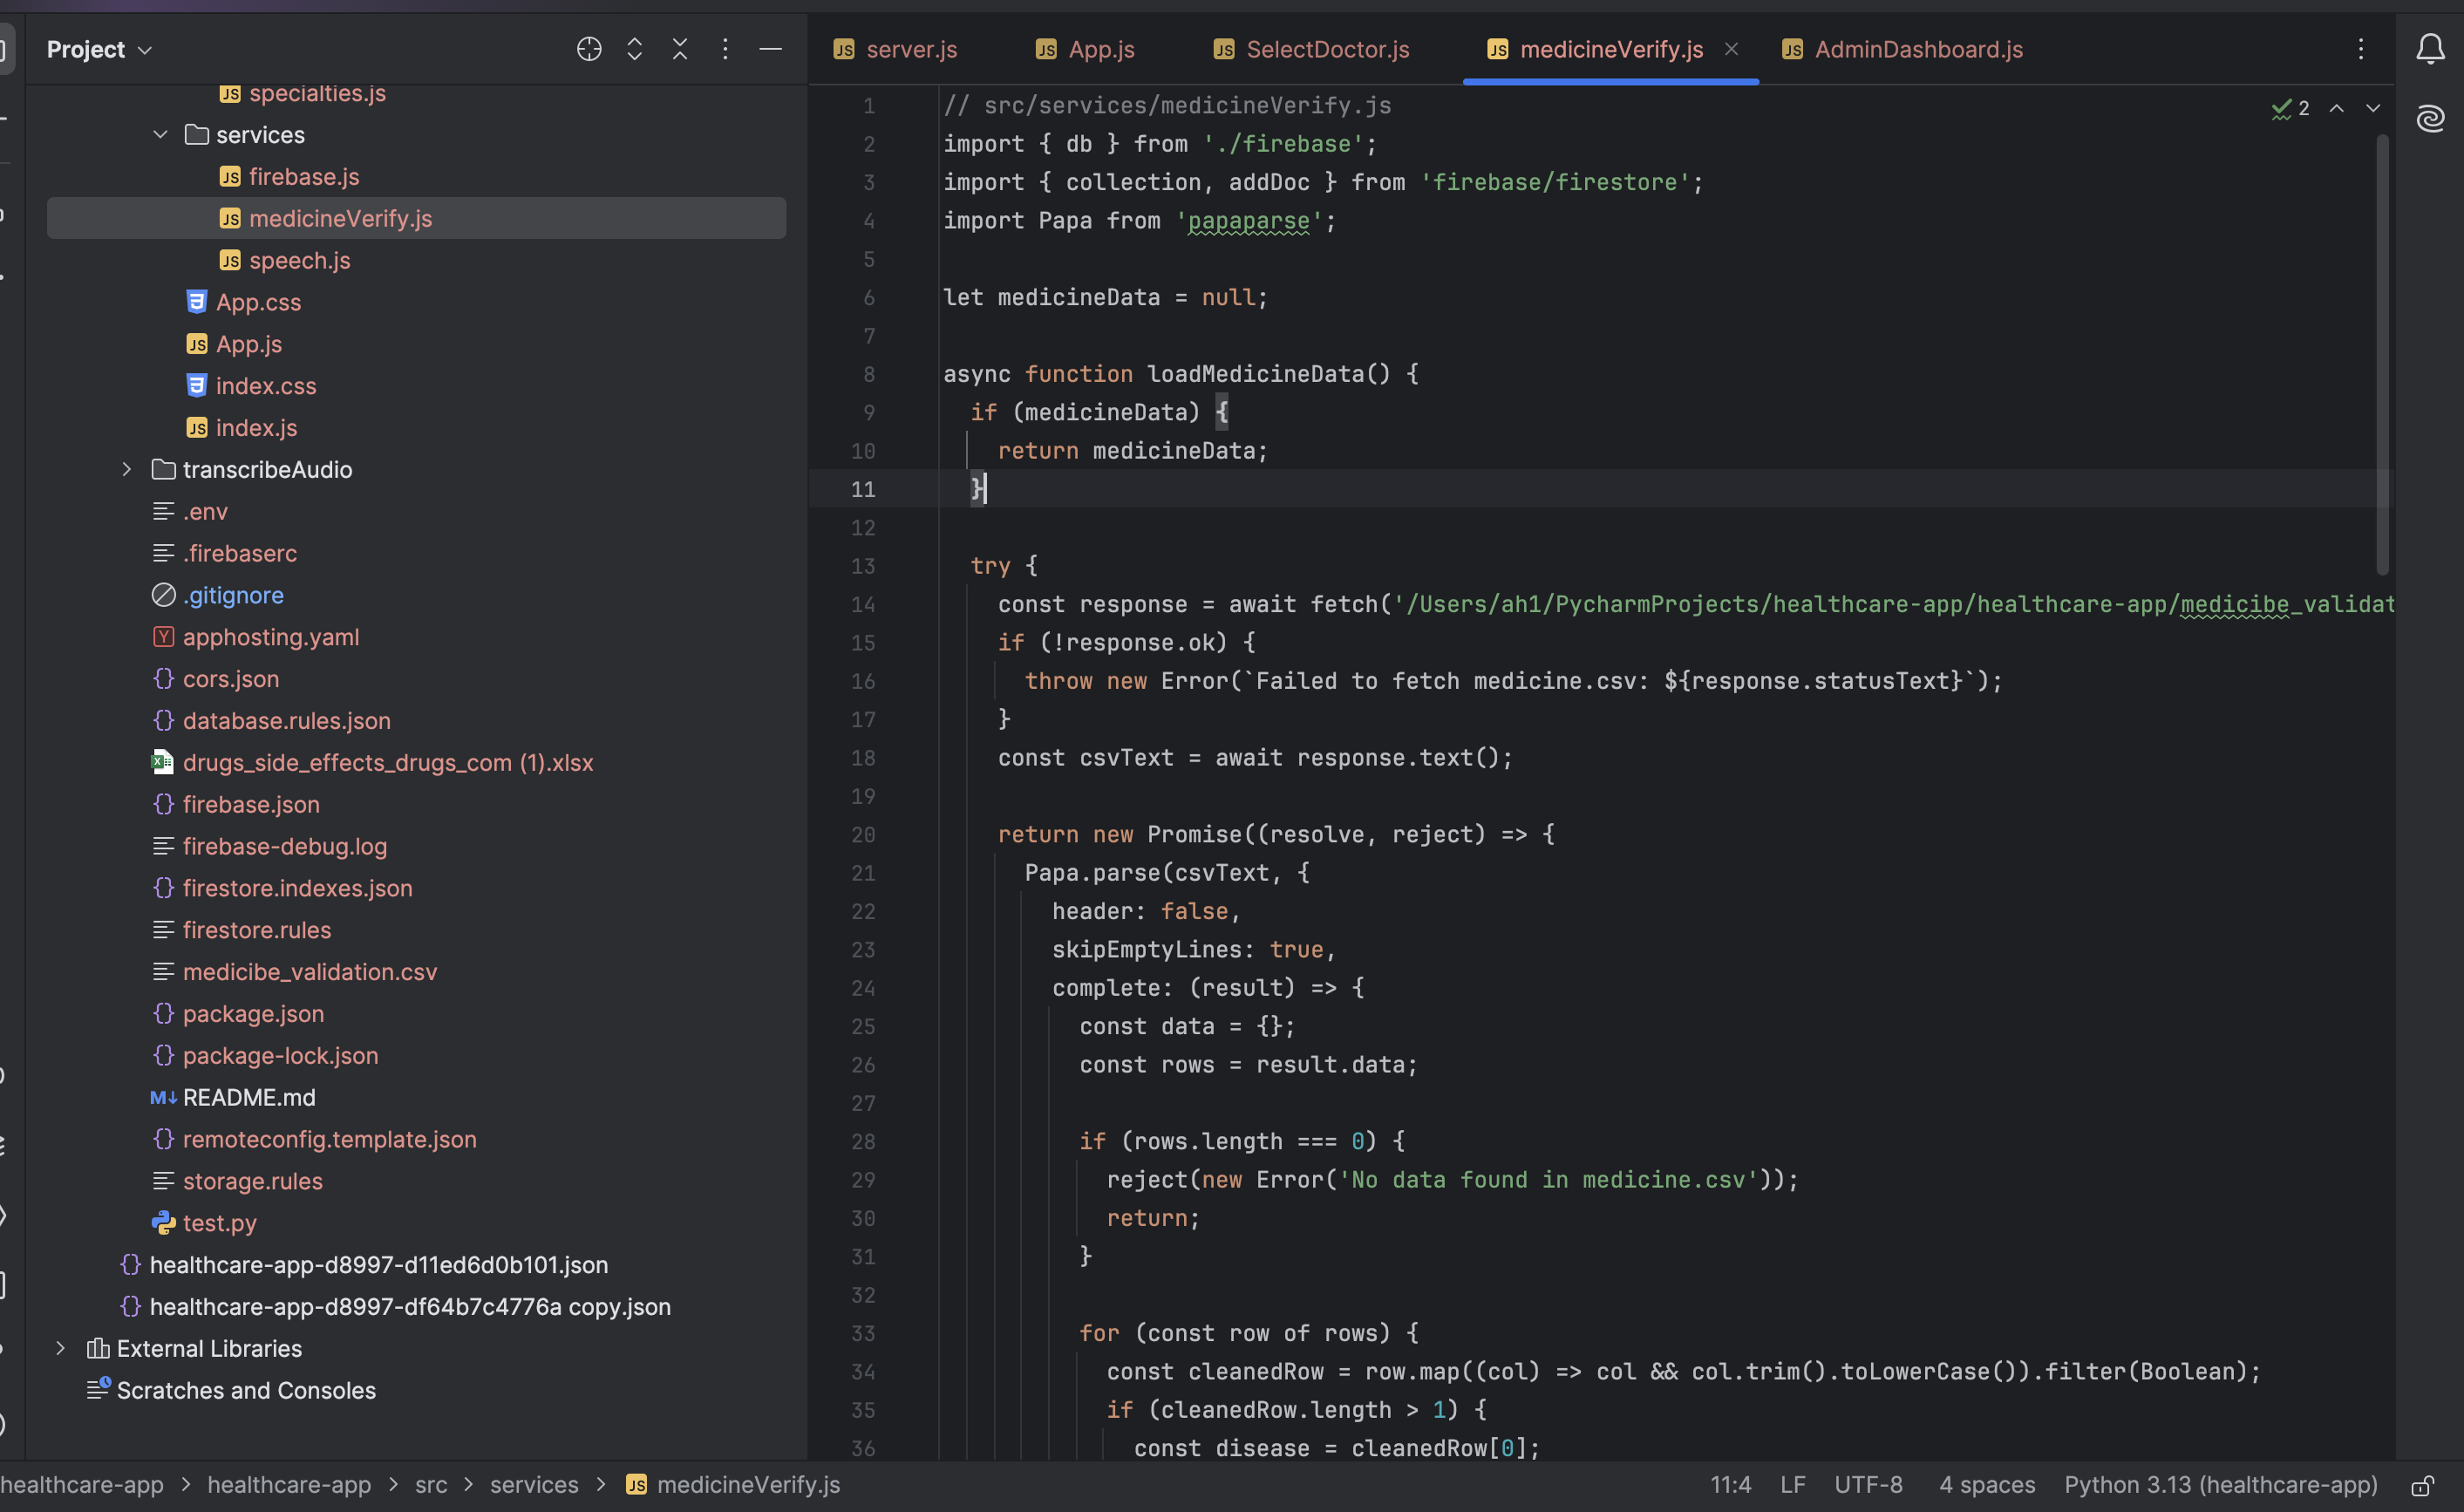 Project
specialties.js
services
firebase.js
medicineVerify.js
speech.js
App.css
App.js
index.css
index.js
transcribeAudio
.env
.firebaserc
.gitignore
apphosting.yaml
cors.json
database.rules.json
drugs_side_effects_drugs_com (1).xlsx
firebase.json
firebase-debug.log
firestore.indexes.json
firestore.rules
medicibe_validation.csv
package.json
package-lock.json
README.md
remoteconfig.template.json
storage.rules
test.py
healthcare-app-d8997-d11ed6d0b101.json
healthcare-app-d8997-df64b7c4776a copy.json
External Libraries
Scratches and Consoles
JS server.js JS App.js JS SelectDoctor.js JS medicineVerify.js JS AdminDashboard.js
2
1 // src/services/medicineVerify.js
2 import { db } from './firebase';
3 import { collection, addDoc } from 'firebase/firestore';
4 import Papa from 'papaparse';
5
6 let medicineData = null;
7
8 async function loadMedicineData() {
9   if (medicineData) {
10     return medicineData;
11   }
12
13   try {
14     const response = await fetch('/Users/ah1/PycharmProjects/healthcare-app/healthcare-app/medicibe_validat
15     if (!response.ok) {
16       throw new Error(`Failed to fetch medicine.csv: ${response.statusText}`);
17     }
18     const csvText = await response.text();
19
20     return new Promise((resolve, reject) => {
21       Papa.parse(csvText, {
22         header: false,
23         skipEmptyLines: true,
24         complete: (result) => {
25           const data = {};
26           const rows = result.data;
27
28           if (rows.length === 0) {
29             reject(new Error('No data found in medicine.csv'));
30             return;
31           }
32
33           for (const row of rows) {
34             const cleanedRow = row.map((col) => col && col.trim().toLowerCase()).filter(Boolean);
35             if (cleanedRow.length > 1) {
36               const disease = cleanedRow[0];
healthcare-app > healthcare-app > src > services > JS medicineVerify.js
11:4 LF UTF-8 4 spaces Python 3.13 (healthcare-app)